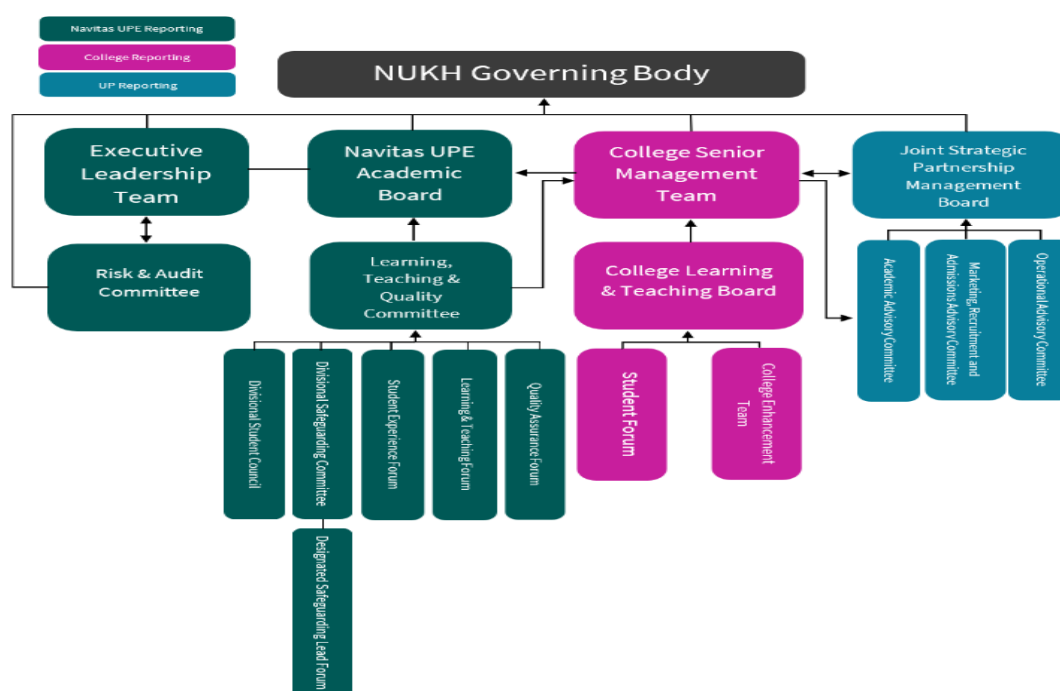 Navitas UPE Reporting
College Reporting
UP Reporting
NUKH Governing Body
Executive
Leadership
Team
Navitas UPE
Academic
Board
College Senior
Management
Team
Joint Strategic
Partnership
Management
Board
Risk & Audit
Committee
Learning,
Teaching &
Quality
Committee
College Learning
& Teaching Board
Academic Advisory Committee
Marketing, Recruitment and
Admissions Advisory Committee
Operational Advisory Committee
Divisional Student Council
Divisional Safeguarding Committee
Student Experience Forum
Learning & Teaching Forum
Quality Assurance Forum
Student Forum
College Enhancement
Team
Designated Safeguarding Lead Forum